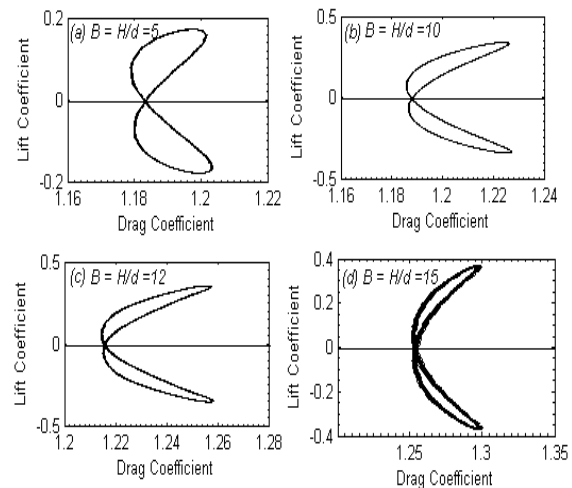 (a) B = H/d =5
0.2
0
-0.2
Lift Coefficient
1.16 1.18 1.2 1.22
Drag Coefficient
(b) B = H/d =10
0.5
0
-0.5
Lift Coefficient
1.16 1.18 1.2 1.22 1.24
Drag Coefficient
(c) B = H/d =12
0.5
0
-0.5
Lift Coefficient
1.2 1.22 1.24 1.26 1.28
Drag Coefficient
(d) B = H/d =15
0.4
0.2
0
-0.2
-0.4
Lift Coefficient
1.25 1.3 1.35
Drag Coefficient